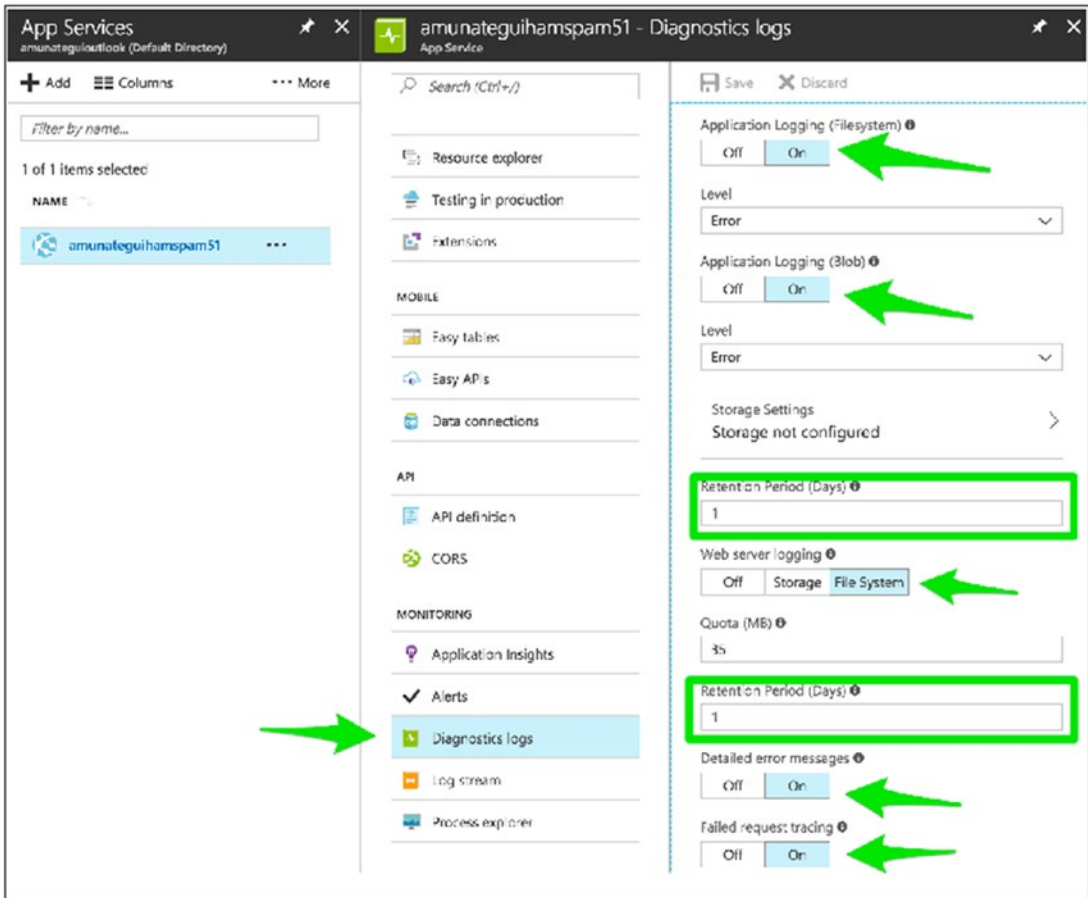 App Services
amunateguioutlook (Default Directory)
Add Columns ••• More
Filter by name...
1 of 1 items selected
NAME
amunateguihamspam51 •••
amunateguihamspam51 - Diagnostics logs
App Service
Search (Ctrl+/)
Resource explorer
Testing in production
Extensions
MOBILE
Easy tables
Easy APIs
Data connections
API
API definition
CORS
MONITORING
Application Insights
Alerts
Diagnostics logs
Log stream
Process explorer
Save Discard
Application Logging (Filesystem)
Off On
Level
Error
Application Logging (Blob)
Off On
Level
Error
Storage Settings
Storage not configured
Retention Period (Days)
1
Web server logging
Off Storage File System
Quota (MB)
35
Retention Period (Days)
1
Detailed error messages
Off On
Failed request tracing
Off On